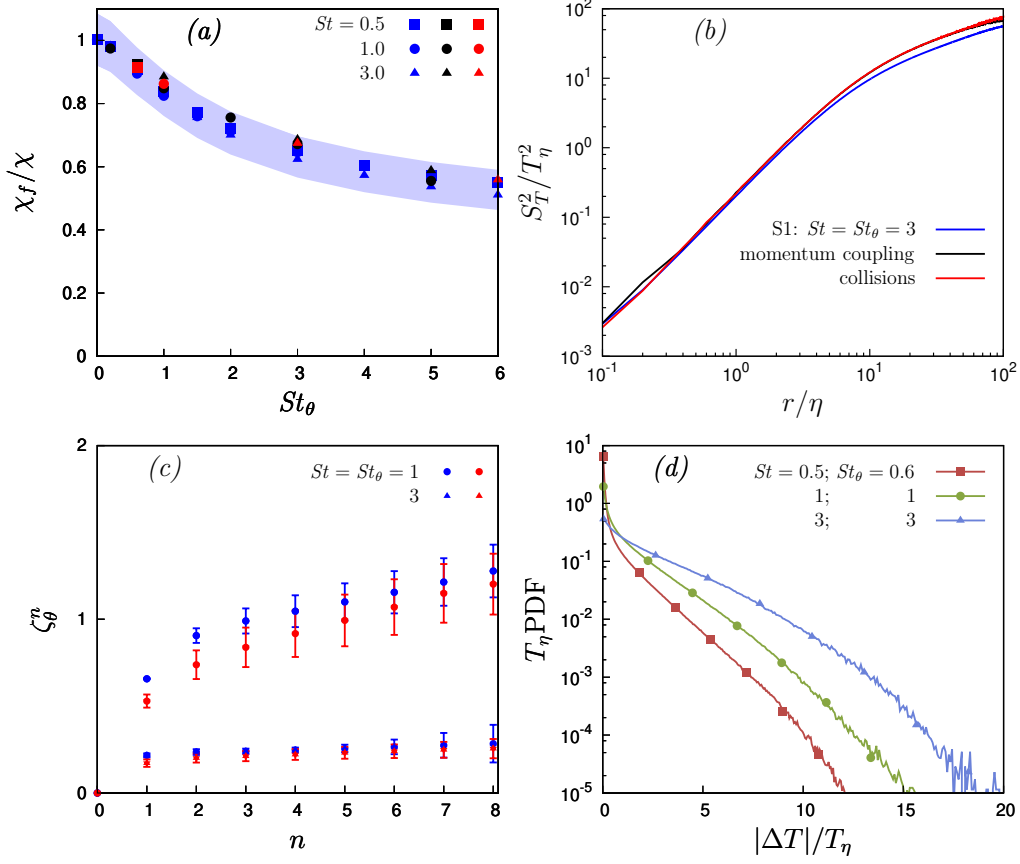 (a)
St = 0.5
1.0
3.0
1
0.8
0.6
0.4
0.2
0
χ_f/χ
0 1 2 3 4 5 6
St_θ
(b)
10^2
10^1
10^0
10^-1
10^-2
10^-3
S_T^2/T_η^2
S1: St = St_θ = 3
momentum coupling
collisions
10^-1 10^0 10^1 10^2
r/η
(c)
St = St_θ = 1
3
2
1
0
ζ_θ^n
0 1 2 3 4 5 6 7 8
n
(d)
St = 0.5; St_θ = 0.6
1; 1
3; 3
10^1
10^0
10^-1
10^-2
10^-3
10^-4
10^-5
T_η PDF
0 5 10 15 20
|ΔT|/T_η